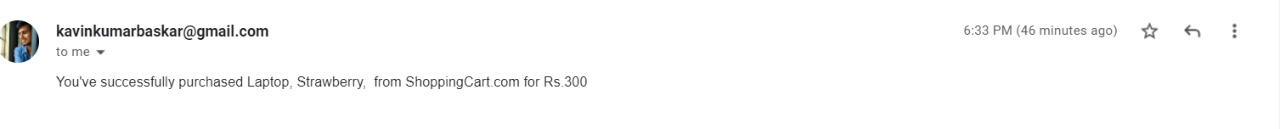 kavinkumarbaskar@gmail.com 6:33 PM (46 minutes ago)
to me
You've successfully purchased Laptop, Strawberry,  from ShoppingCart.com for Rs.300